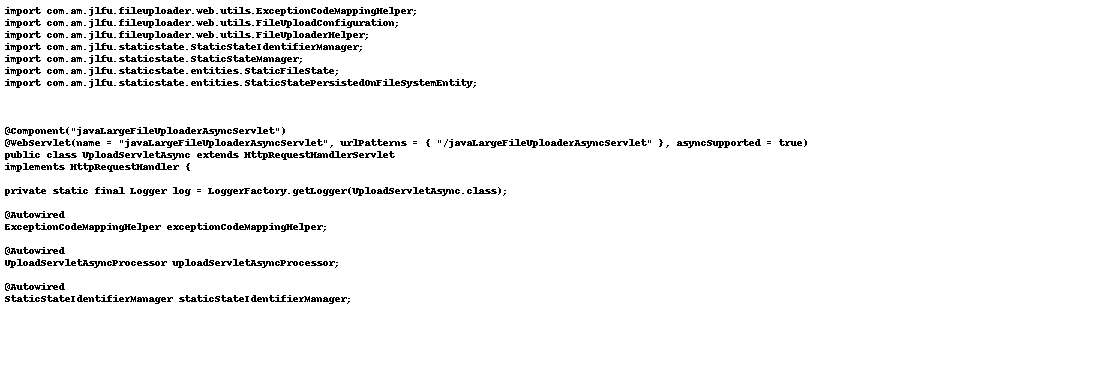 import com.am.jlfu.fileuploader.web.utils.ExceptionCodeMappingHelper;
import com.am.jlfu.fileuploader.web.utils.FileUploadConfiguration;
import com.am.jlfu.fileuploader.web.utils.FileUploaderHelper;
import com.am.jlfu.staticstate.StaticStateIdentifierManager;
import com.am.jlfu.staticstate.StaticStateManager;
import com.am.jlfu.staticstate.entities.StaticFileState;
import com.am.jlfu.staticstate.entities.StaticStatePersistedOnFileSystemEntity;
@Component("javaLargeFileUploaderAsyncServlet")
@WebServlet(name = "javaLargeFileUploaderAsyncServlet", urlPatterns = { "/javaLargeFileUploaderAsyncServlet" }, asyncSupported = true)
public class UploadServletAsync extends HttpRequestHandlerServlet
implements HttpRequestHandler {
private static final Logger log = LoggerFactory.getLogger(UploadServletAsync.class);
@Autowired
ExceptionCodeMappingHelper exceptionCodeMappingHelper;
@Autowired
UploadServletAsyncProcessor uploadServletAsyncProcessor;
@Autowired
StaticStateIdentifierManager staticStateIdentifierManager;